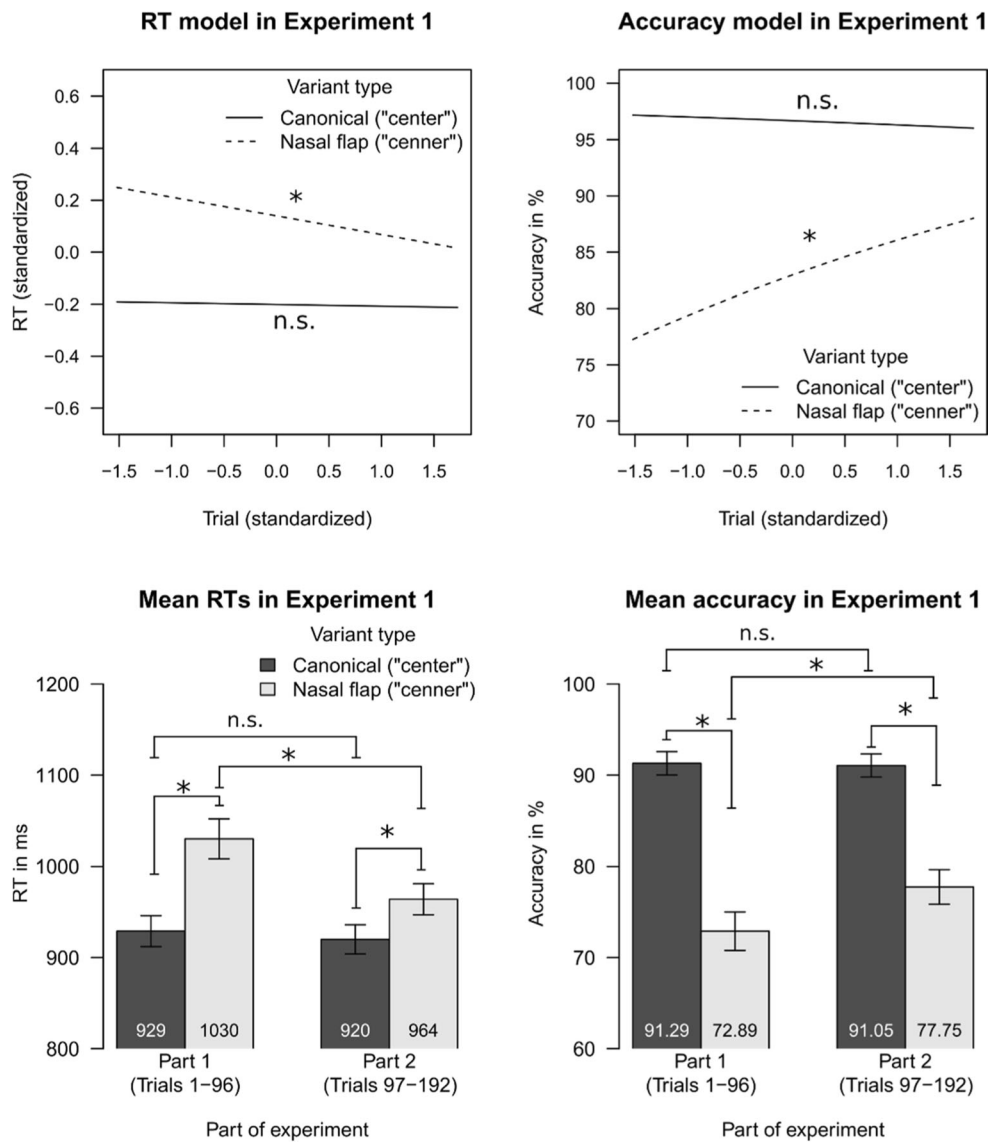 RT model in Experiment 1
Variant type
Canonical ("center")
Nasal flap ("cenner")
*
n.s.
0.6
0.4
0.2
0.0
−0.2
−0.4
−0.6
RT (standardized)
−1.5 −1.0 −0.5 0.0 0.5 1.0 1.5
Trial (standardized)
Accuracy model in Experiment 1
n.s.
*
Variant type
Canonical ("center")
Nasal flap ("cenner")
100
95
90
85
80
75
70
Accuracy in %
−1.5 −1.0 −0.5 0.0 0.5 1.0 1.5
Trial (standardized)
Mean RTs in Experiment 1
Variant type
Canonical ("center")
Nasal flap ("cenner")
n.s.
*
*
*
1200
1100
1000
900
800
RT in ms
929 1030 920 964
Part 1 Part 2
(Trials 1−96) (Trials 97−192)
Part of experiment
Mean accuracy in Experiment 1
n.s.
*
*
*
100
90
80
70
60
Accuracy in %
91.29 72.89 91.05 77.75
Part 1 Part 2
(Trials 1−96) (Trials 97−192)
Part of experiment